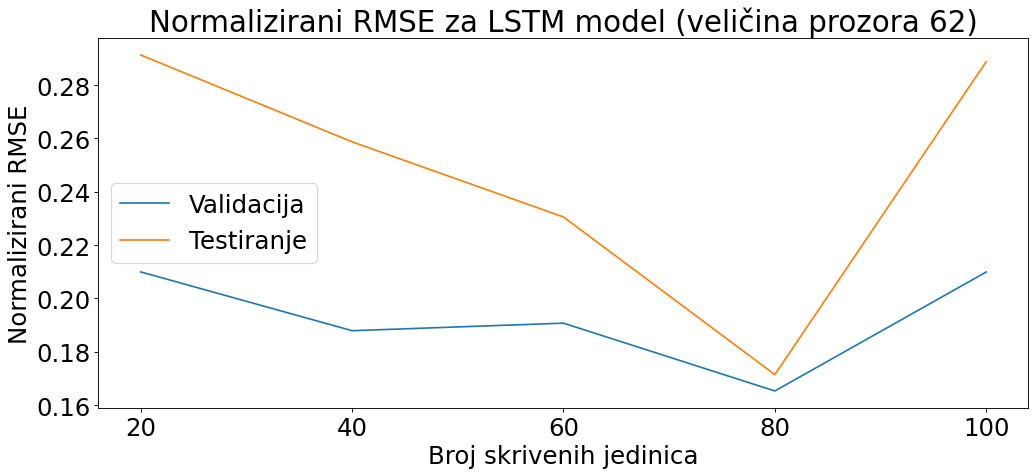 Normalizirani RMSE za LSTM model (veličina prozora 62)
Normalizirani RMSE
0.28
0.26
0.24
0.22
0.20
0.18
0.16
Validacija
Testiranje
20 40 60 80 100
Broj skrivenih jedinica